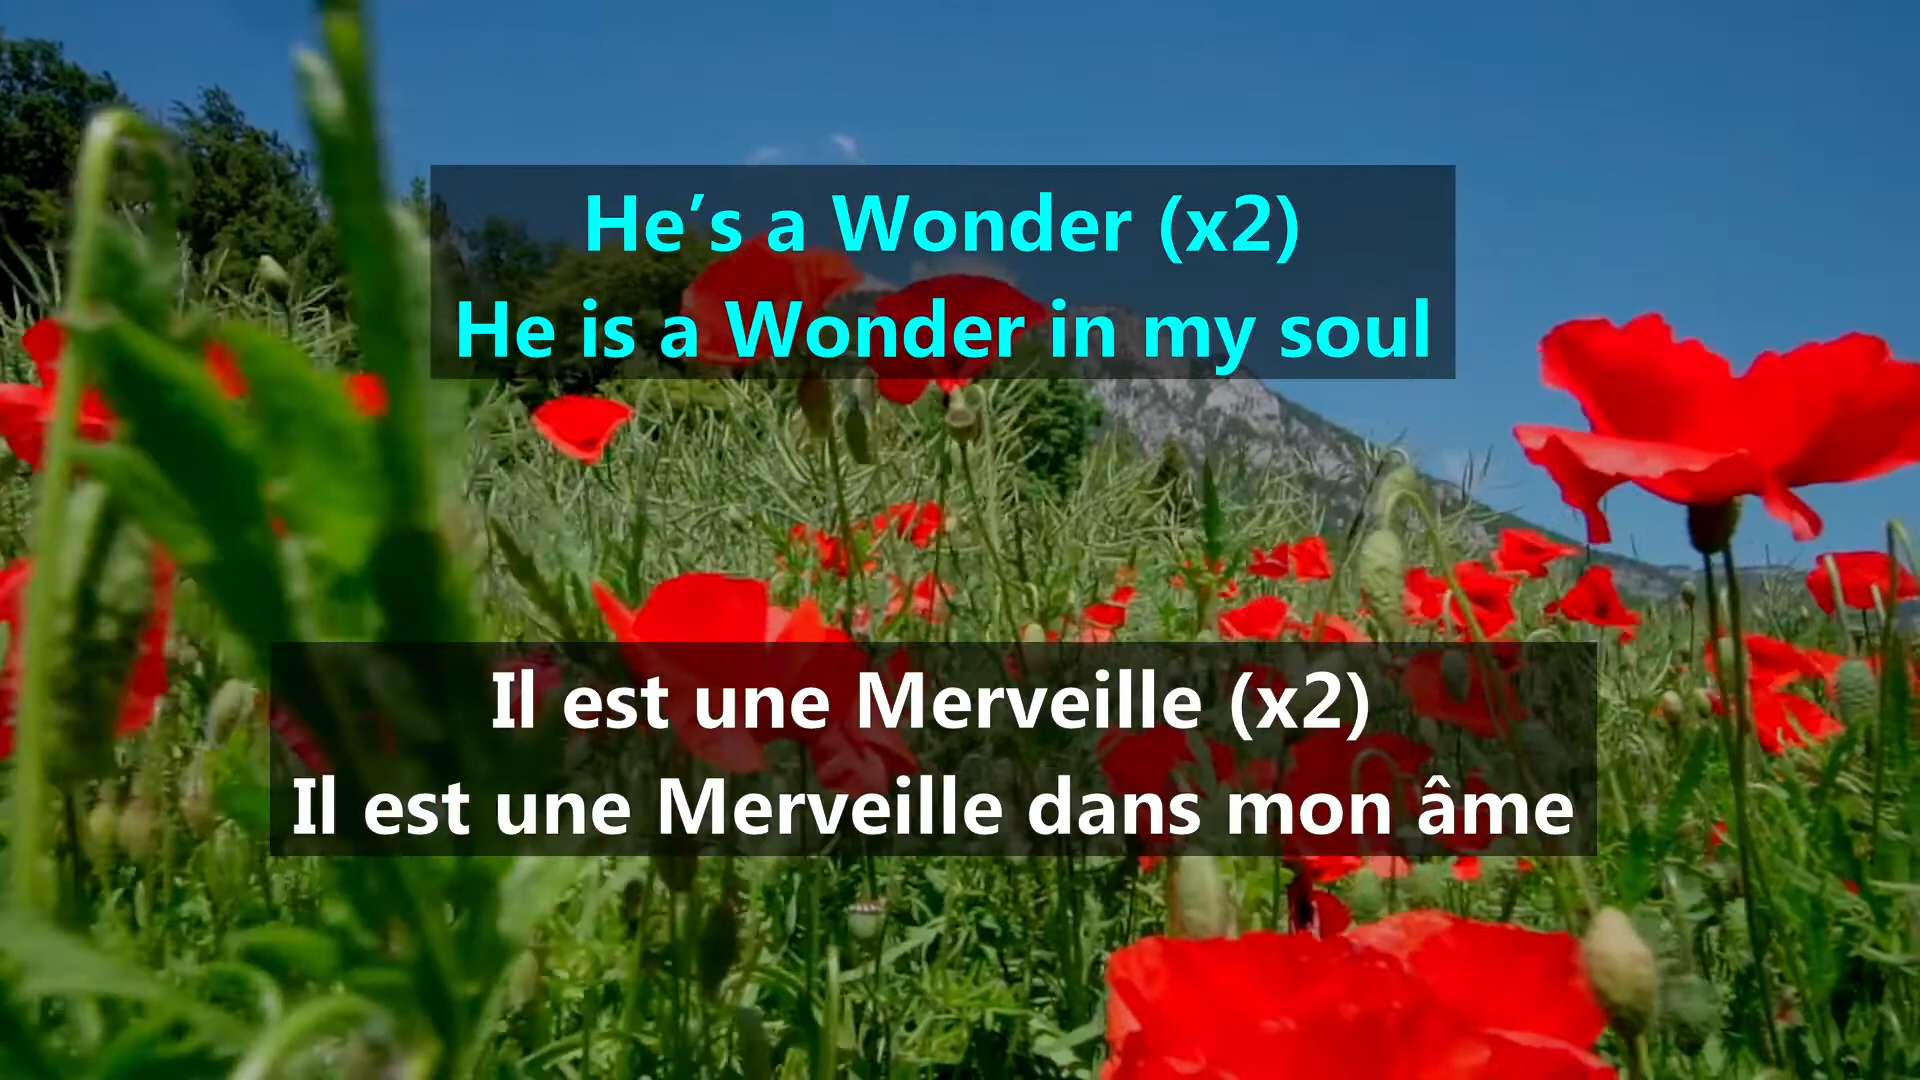 He’s a Wonder (x2)
He is a Wonder in my soul
Il est une Merveille (x2)
Il est une Merveille dans mon âme